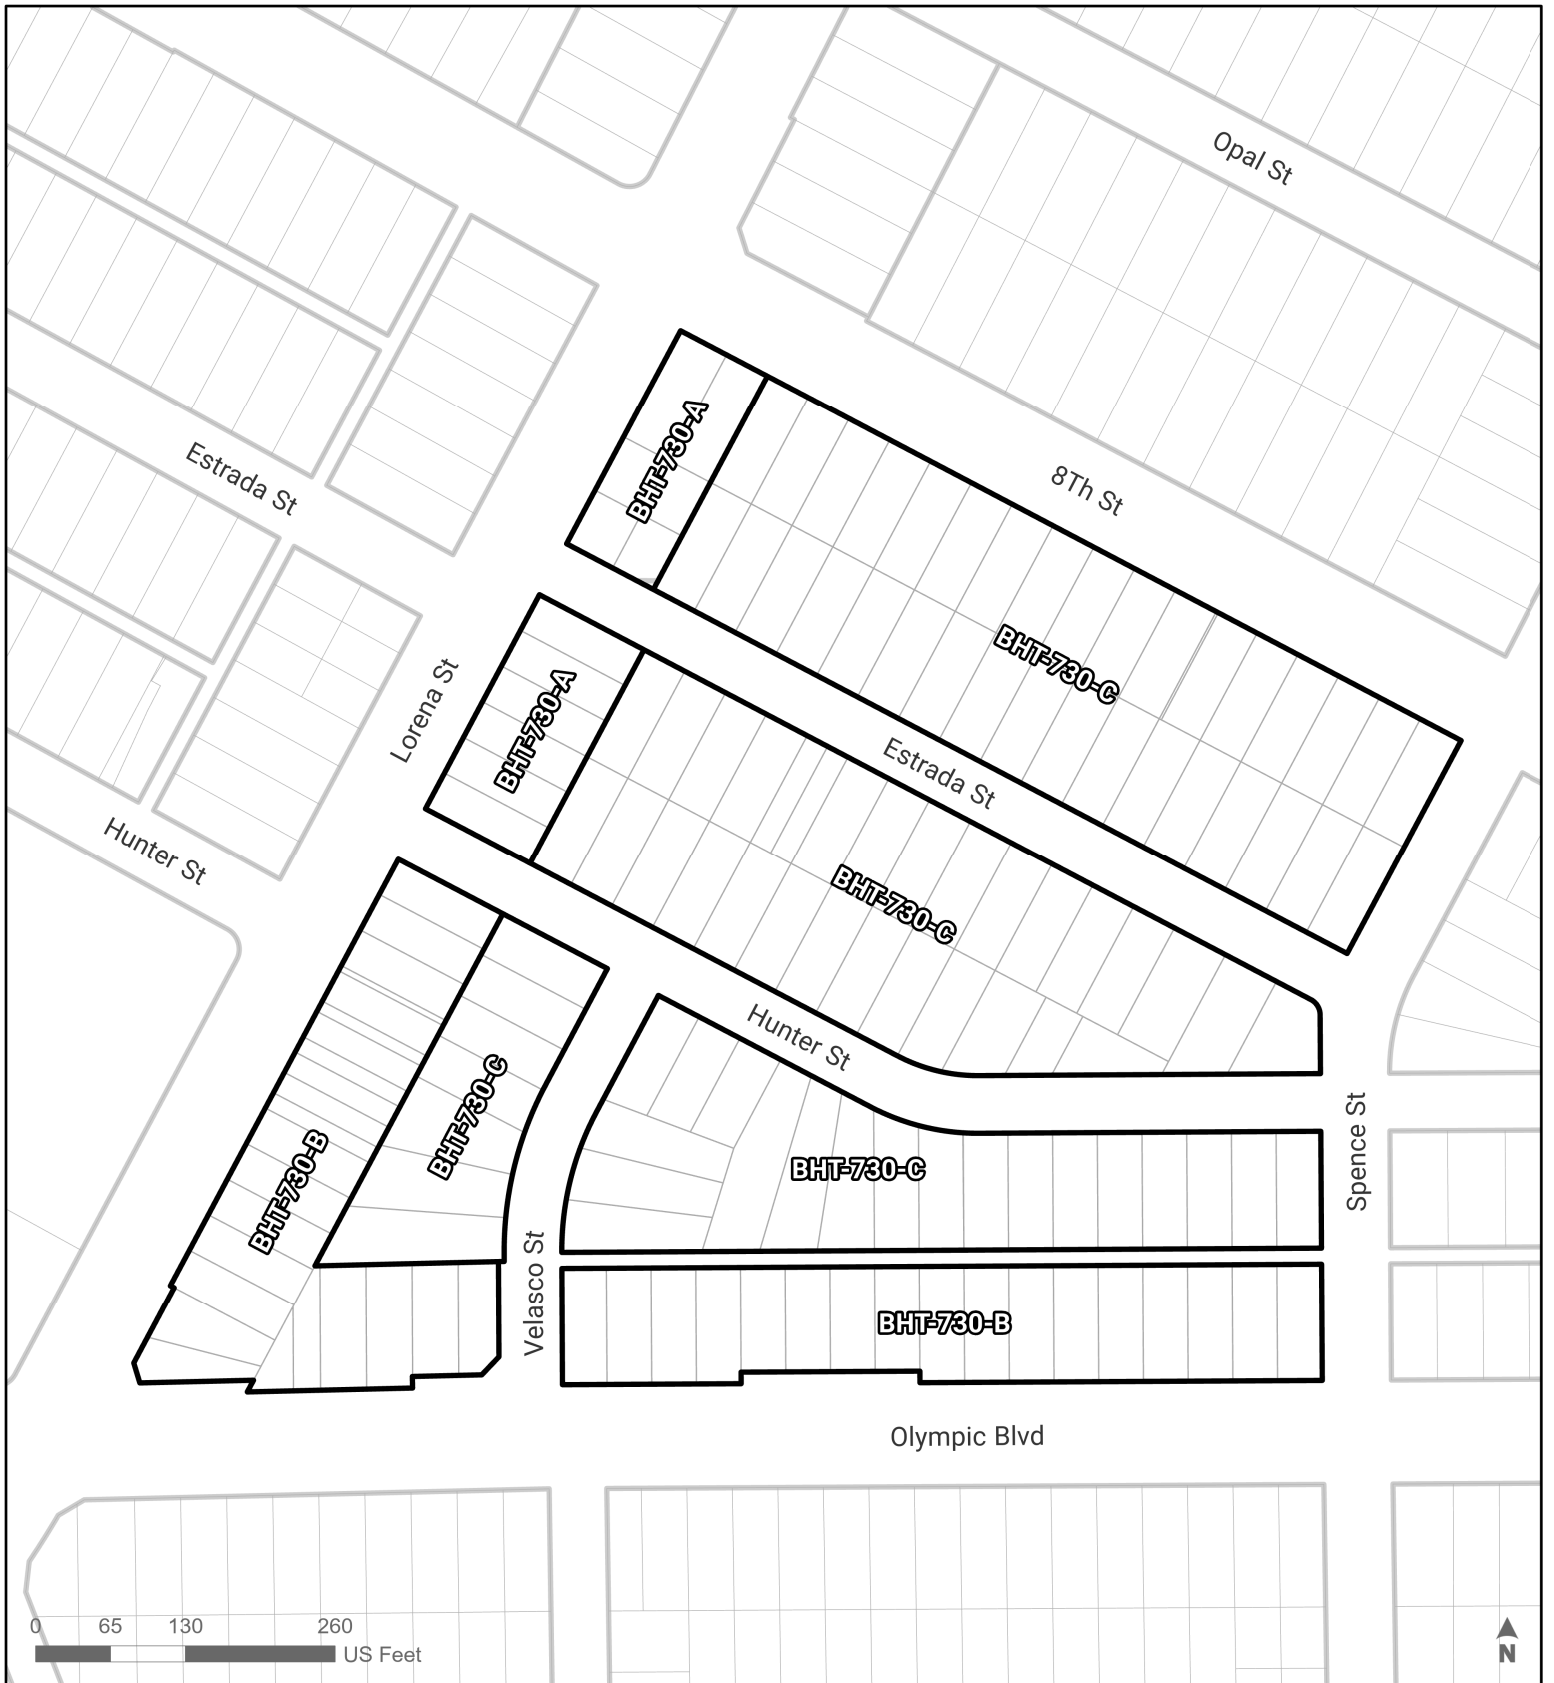 Opal St
BHT-730-A
Estrada St
8Th St
BHT-730-C
Lorena St
BHT-730-A
Estrada St
Hunter St
BHT-730-C
Hunter St
BHT-730-C
BHT-730-B
BHT-730-C
Spence St
Velasco St
BHT-730-B
Olympic Blvd
0 65 130 260
US Feet
N